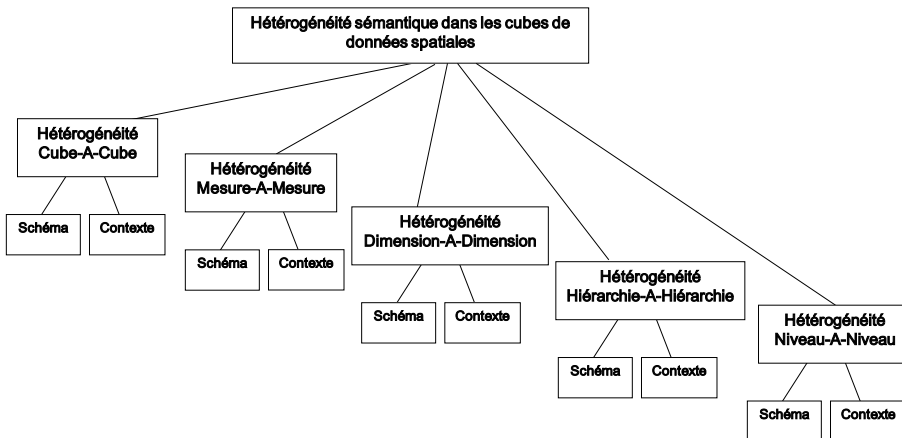 Hétérogénéité sémantique dans les cubes de
données spatiales
Hétérogénéité
Cube-A-Cube
Schéma
Contexte
Hétérogénéité
Mesure-A-Mesure
Schéma
Contexte
Hétérogénéité
Dimension-A-Dimension
Schéma
Contexte
Hétérogénéité
Hiérarchie-A-Hiérarchie
Schéma
Contexte
Hétérogénéité
Niveau-A-Niveau
Schéma
Contexte